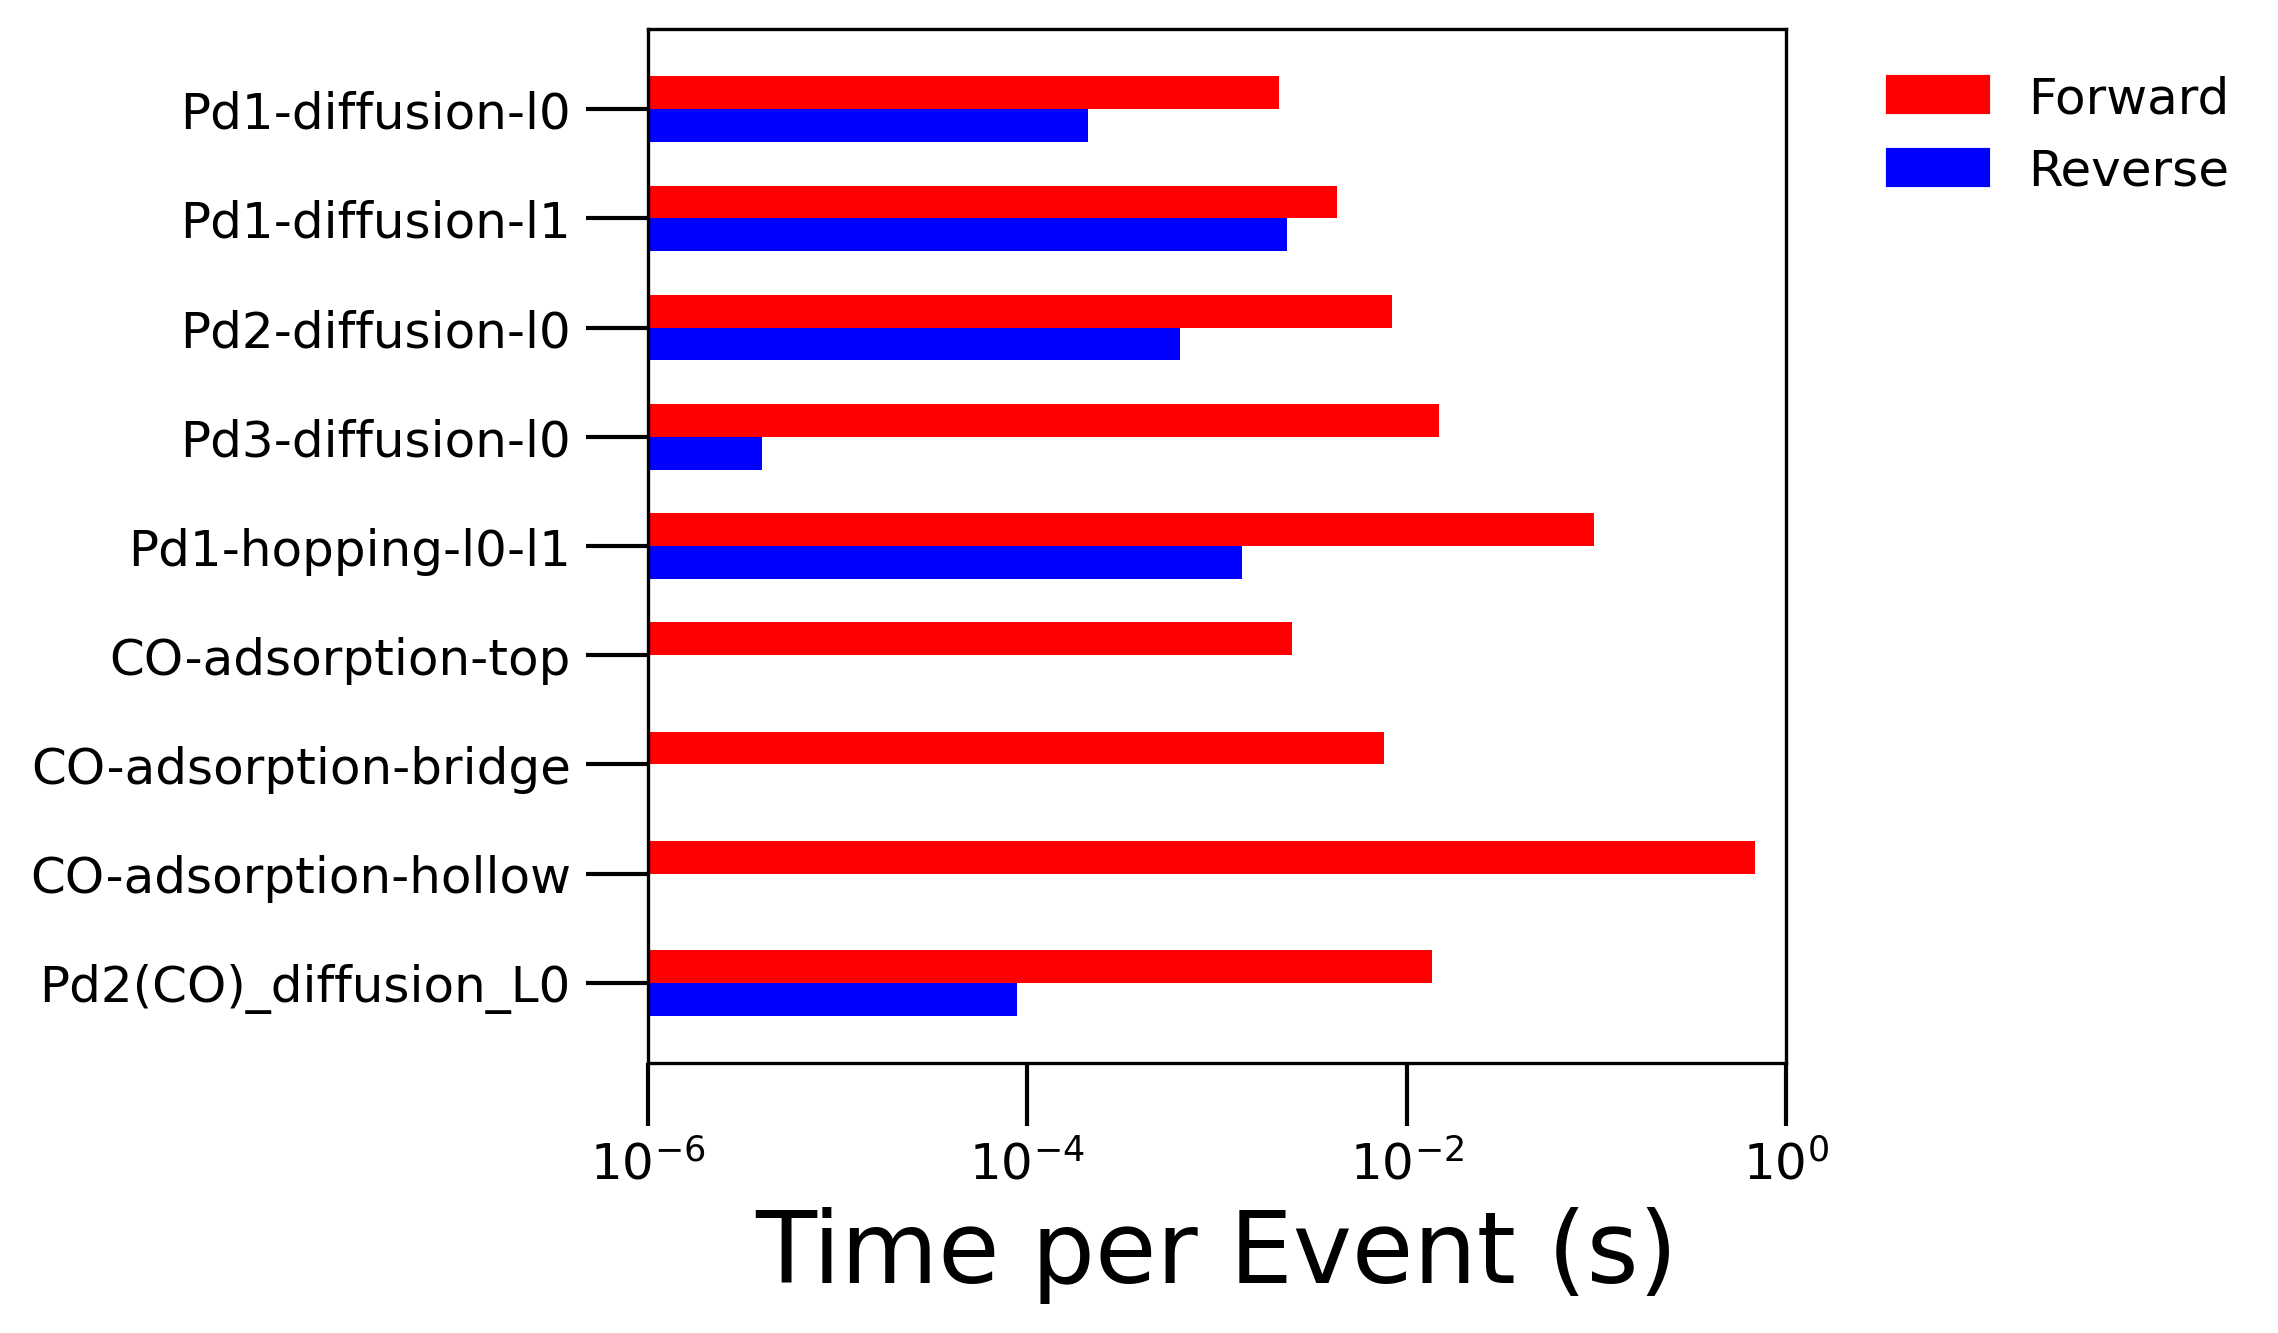 Forward
Reverse
Pd1-diffusion-l0
Pd1-diffusion-l1
Pd2-diffusion-l0
Pd3-diffusion-l0
Pd1-hopping-l0-l1
CO-adsorption-top
CO-adsorption-bridge
CO-adsorption-hollow
Pd2(CO)_diffusion_L0
10⁻⁶ 10⁻⁴ 10⁻² 10⁰
Time per Event (s)